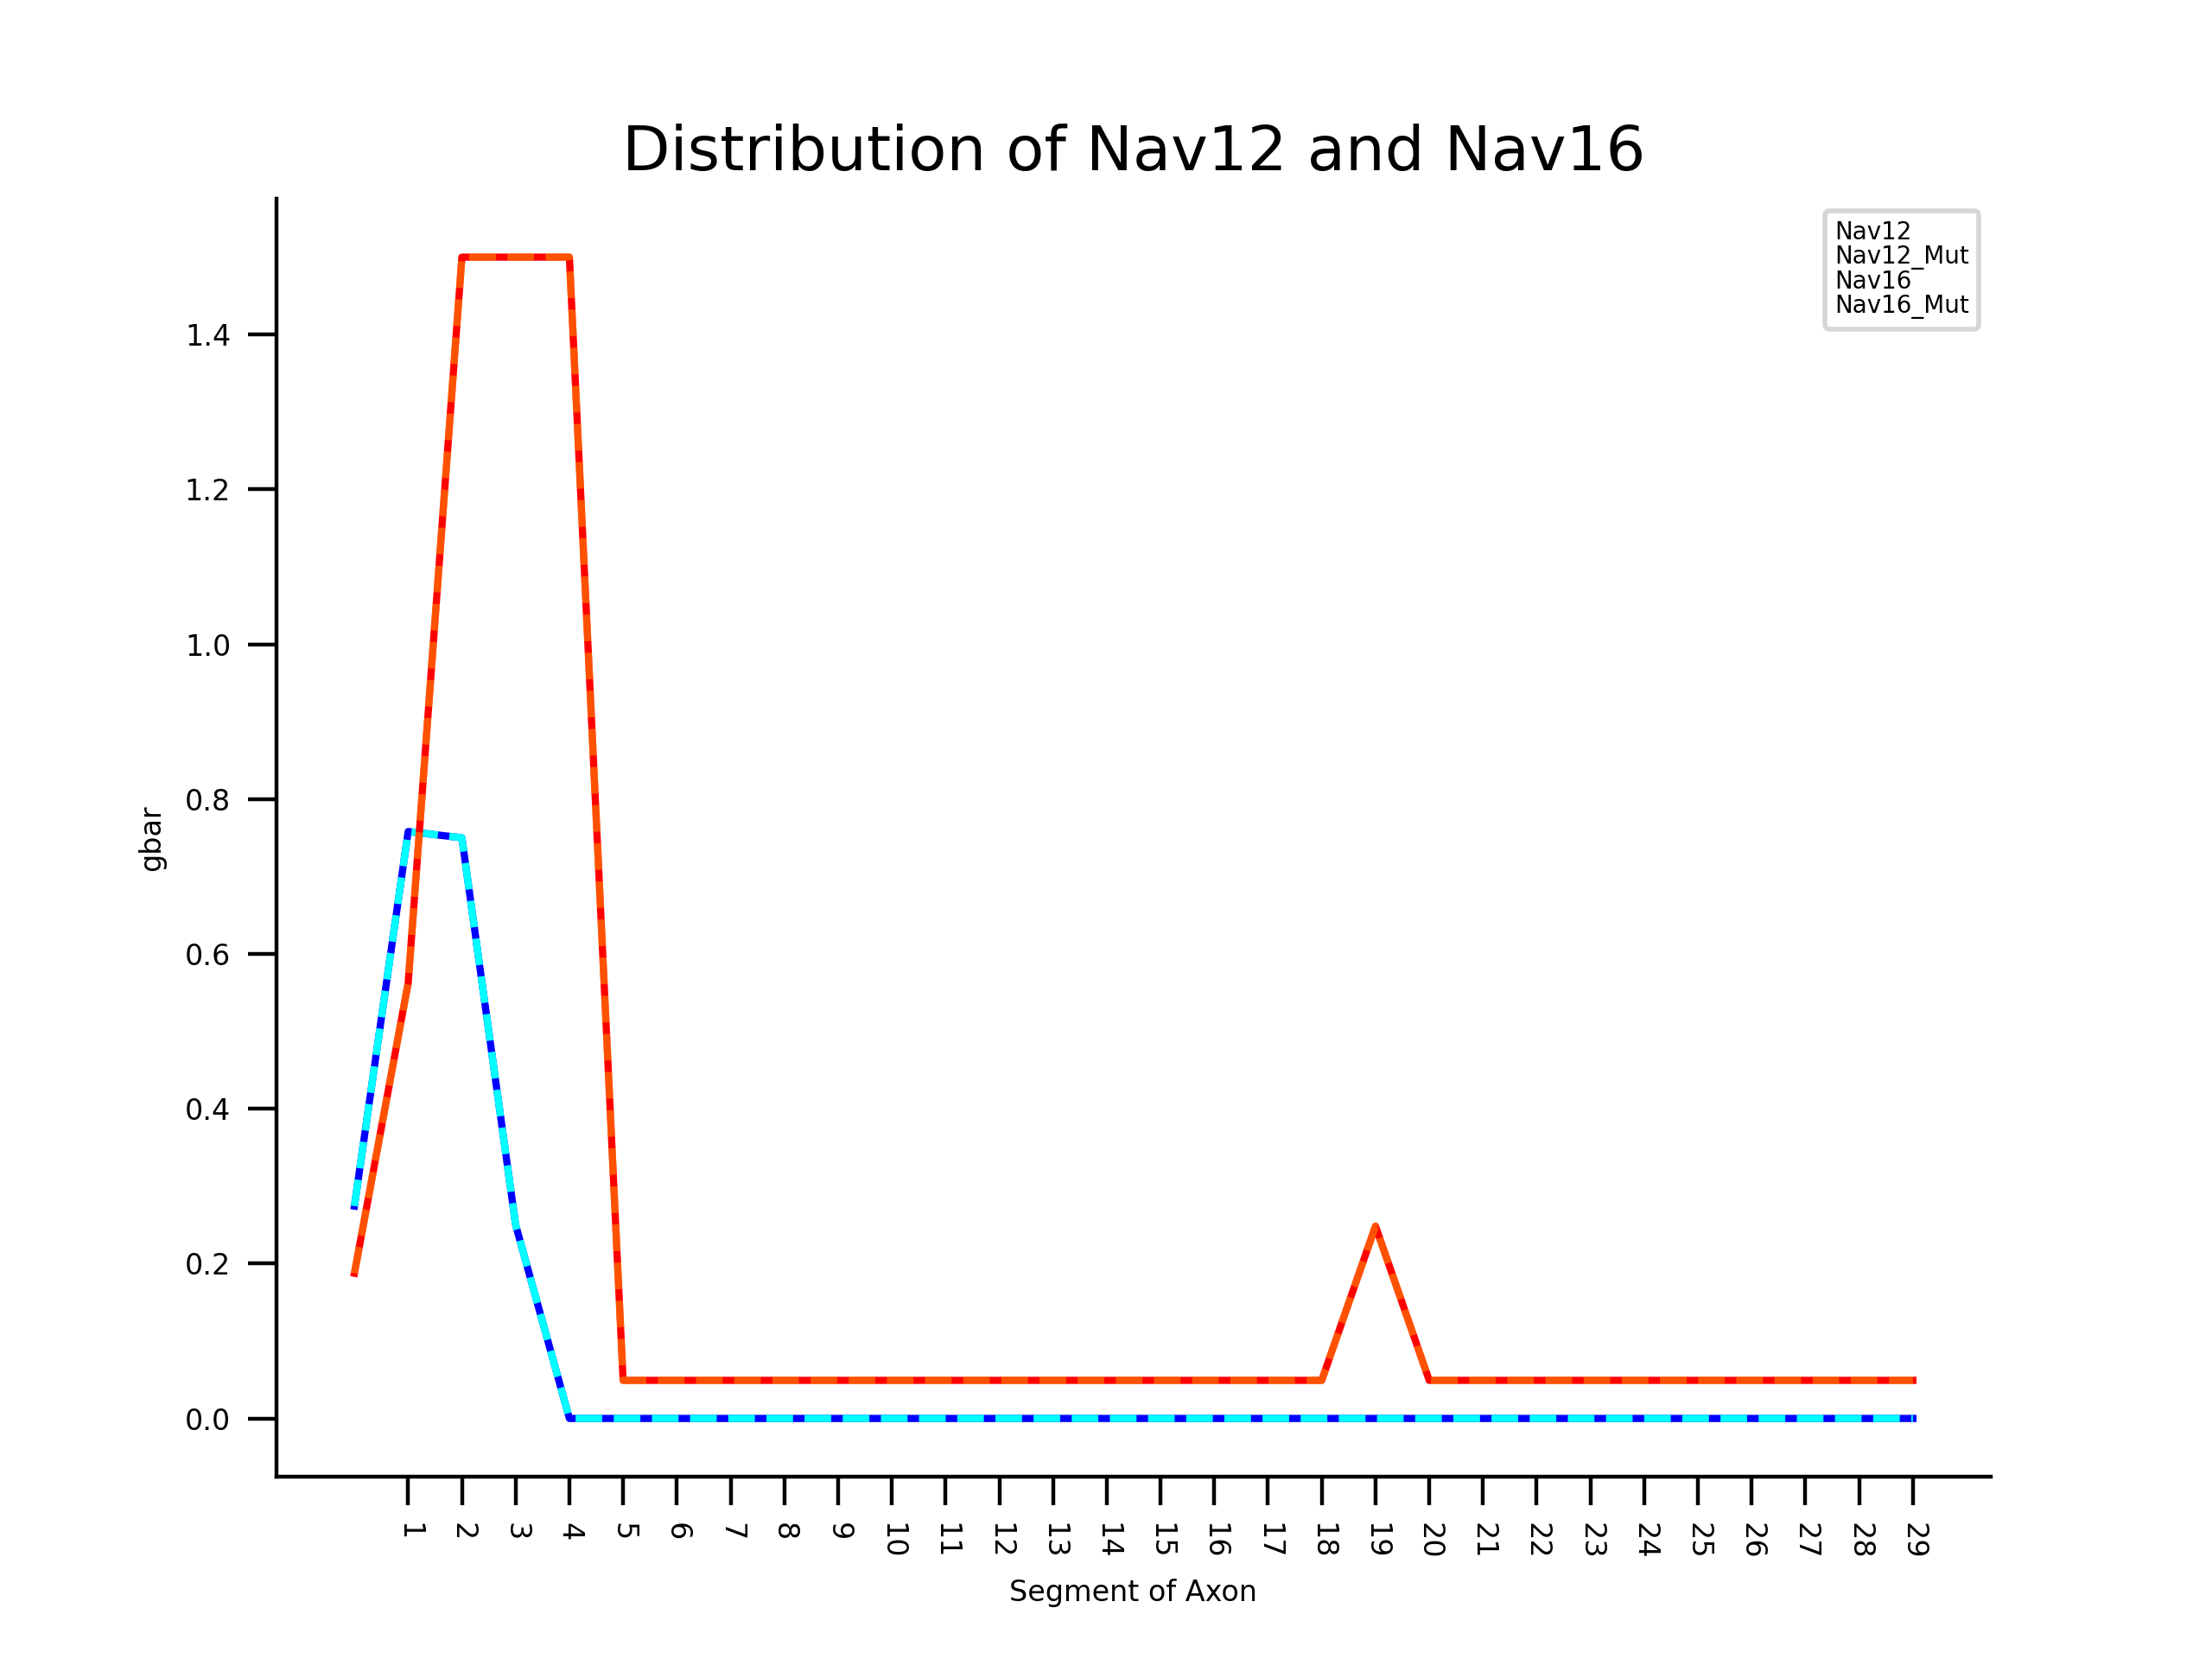 Distribution of Nav12 and Nav16
Nav12
Nav12_Mut
Nav16
Nav16_Mut
1.4
1.2
1.0
0.8
0.6
0.4
0.2
0.0
gbar
1 2 3 4 5 6 7 8 9 10 11 12 13 14 15 16 17 18 19 20 21 22 23 24 25 26 27 28 29
Segment of Axon